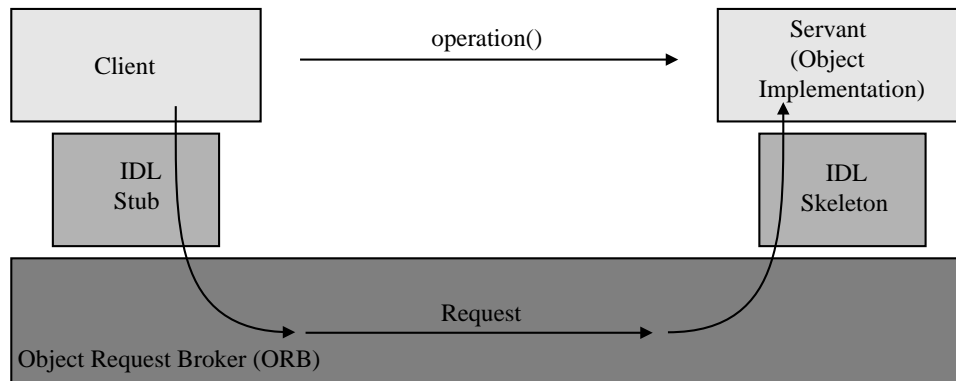 Client
operation()
Servant
(Object
Implementation)
IDL
Stub
IDL
Skeleton
Request
Object Request Broker (ORB)